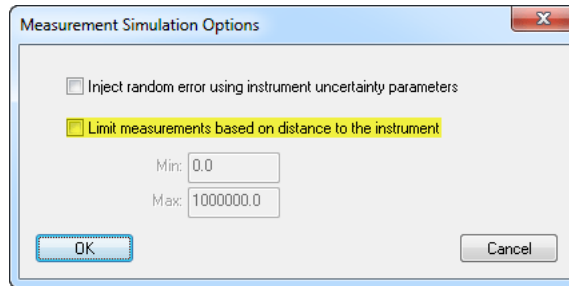 Measurement Simulation Options
Inject random error using instrument uncertainty parameters
Limit measurements based on distance to the instrument
Min: 0.0
Max: 1000000.0
OK Cancel